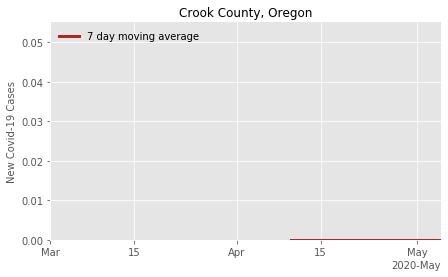 Crook County, Oregon
7 day moving average
New Covid-19 Cases
0.05
0.04
0.03
0.02
0.01
0.00
Mar 15 Apr 15 May
2020-May